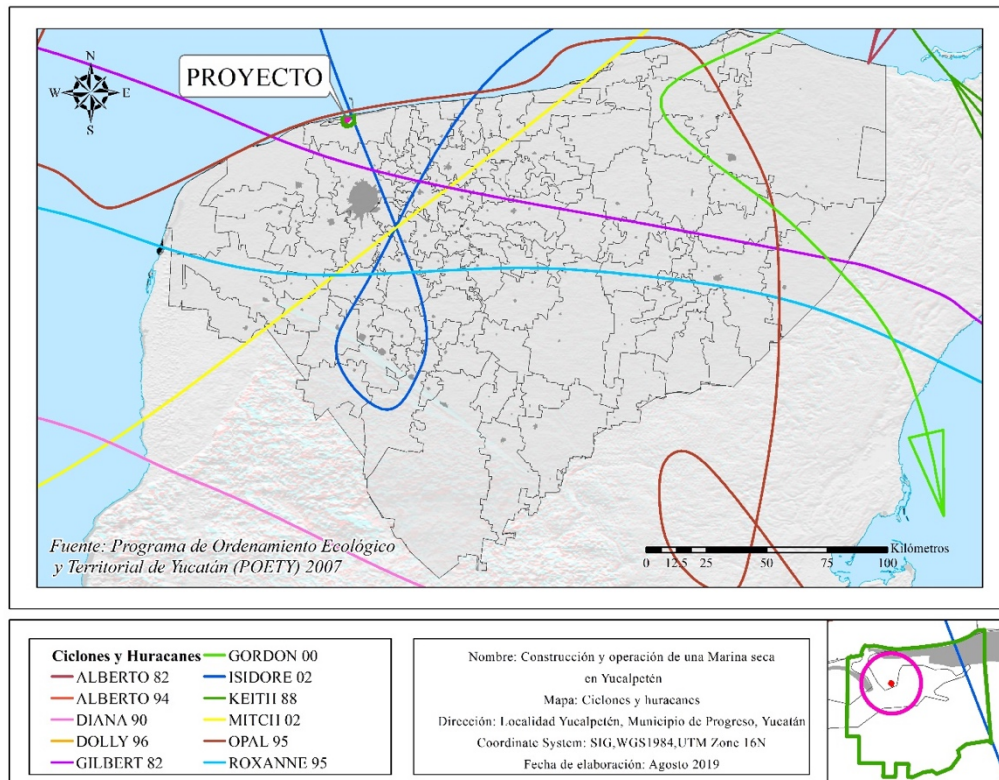 N
W E
S
PROYECTO
Fuente: Programa de Ordenamiento Ecológico
y Territorial de Yucatán (POETY) 2007
Kilómetros
0 12.5 25 50 75 100
Ciclones y Huracanes
ALBERTO 82
ALBERTO 94
DIANA 90
DOLLY 96
GILBERT 82
GORDON 00
ISIDORE 02
KEITH 88
MITCH 02
OPAL 95
ROXANNE 95
Nombre: Construcción y operación de una Marina seca
en Yucalpetén
Mapa: Ciclones y huracanes
Dirección: Localidad Yucalpetén, Municipio de Progreso, Yucatán
Coordinate System: SIG,WGS1984,UTM Zone 16N
Fecha de elaboración: Agosto 2019